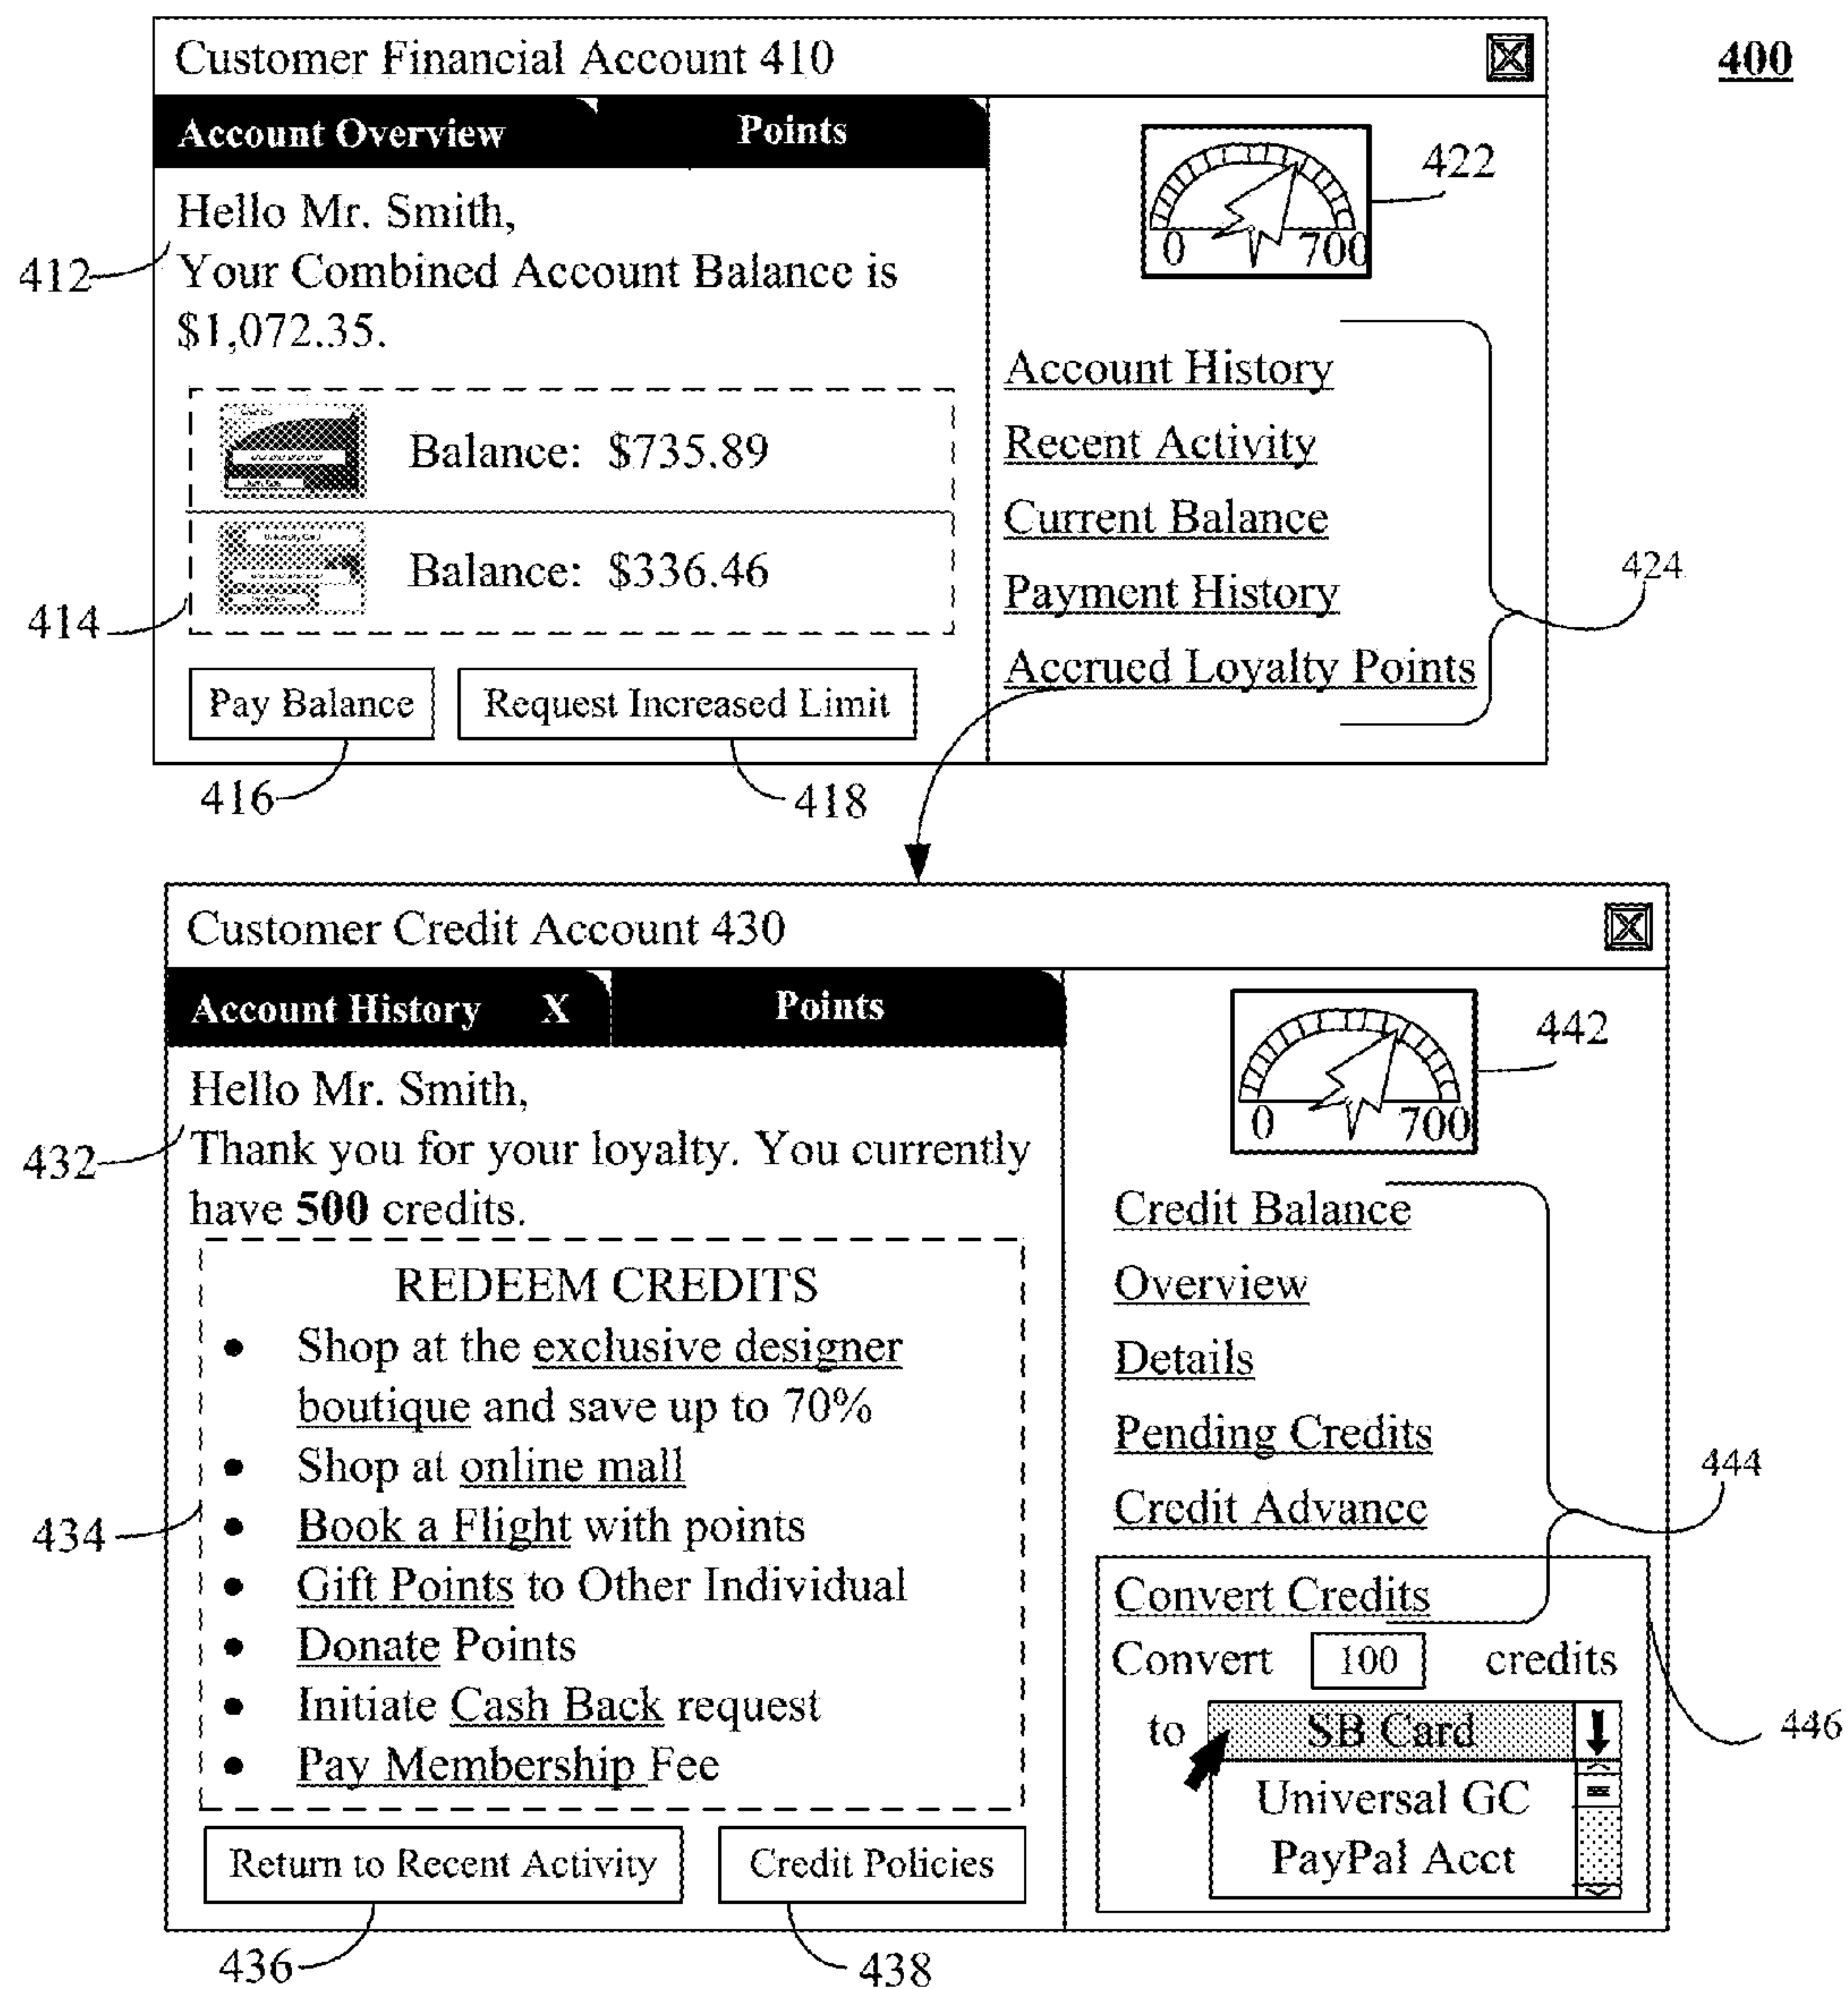 Customer Financial Account 410
400
Account Overview
Points
Hello Mr. Smith,
Your Combined Account Balance is
$1,072.35.
412
Balance: $735.89
Balance: $336.46
414
Pay Balance
Request Increased Limit
416
418
0
700
422
Account History
Recent Activity
Current Balance
Payment History
Accrued Loyalty Points
424
Customer Credit Account 430
Account History X
Points
Hello Mr. Smith,
Thank you for your loyalty. You currently
have 500 credits.
432
REDEEM CREDITS
• Shop at the exclusive designer
boutique and save up to 70%
• Shop at online mall
• Book a Flight with points
• Gift Points to Other Individual
• Donate Points
• Initiate Cash Back request
• Pay Membership Fee
434
Return to Recent Activity
Credit Policies
436
438
0
700
442
Credit Balance
Overview
Details
Pending Credits
Credit Advance
444
Convert Credits
Convert 100 credits
to SB Card
Universal GC
PayPal Acct
446